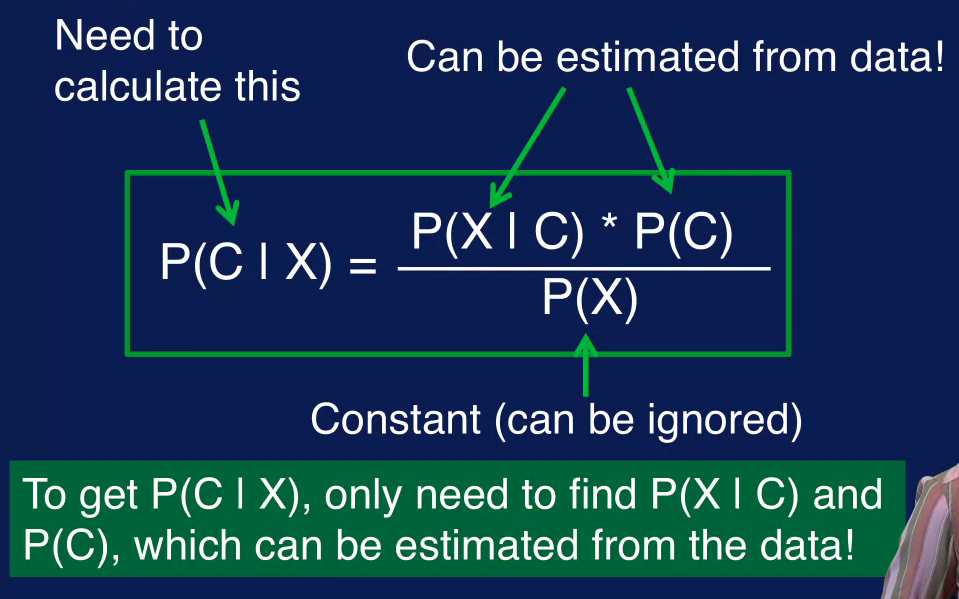 Need to
calculate this
Can be estimated from data!
P(C | X) = P(X | C) * P(C)
P(X)
Constant (can be ignored)
To get P(C | X), only need to find P(X | C) and
P(C), which can be estimated from the data!